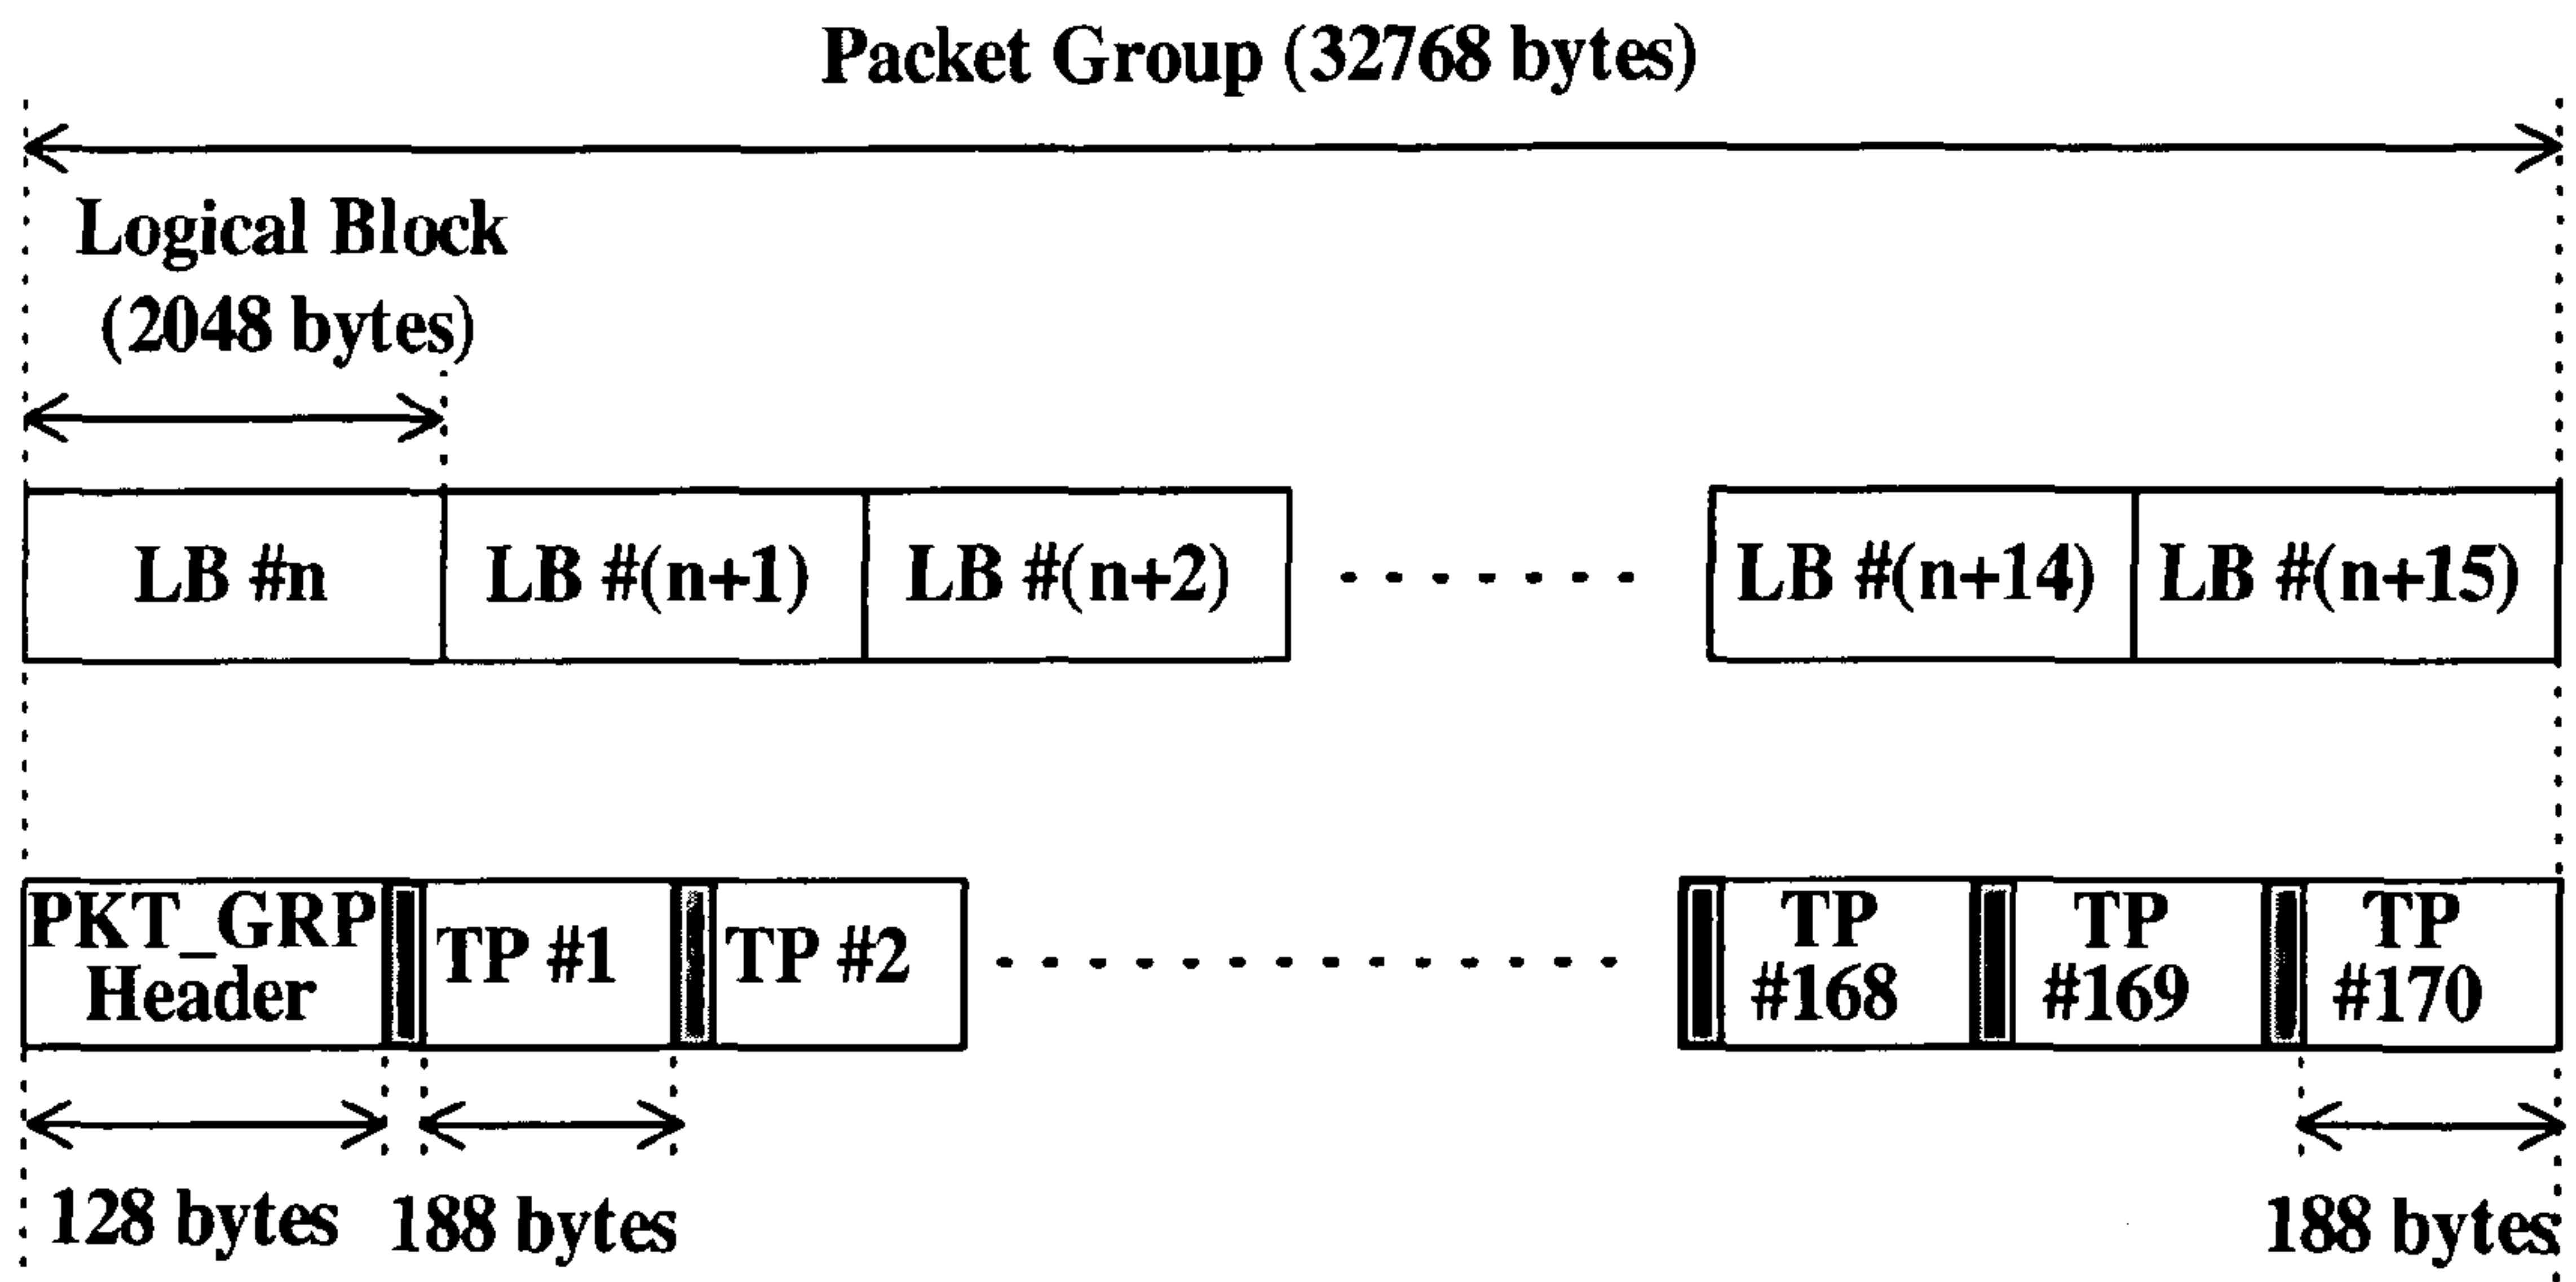 Packet Group (32768 bytes)
Logical Block
(2048 bytes)
LB #n
LB #(n+1)
LB #(n+2)
LB #(n+14)
LB #(n+15)
PKT_GRP
Header
TP #1
TP #2
TP
#168
TP
#169
TP
#170
128 bytes
188 bytes
188 bytes